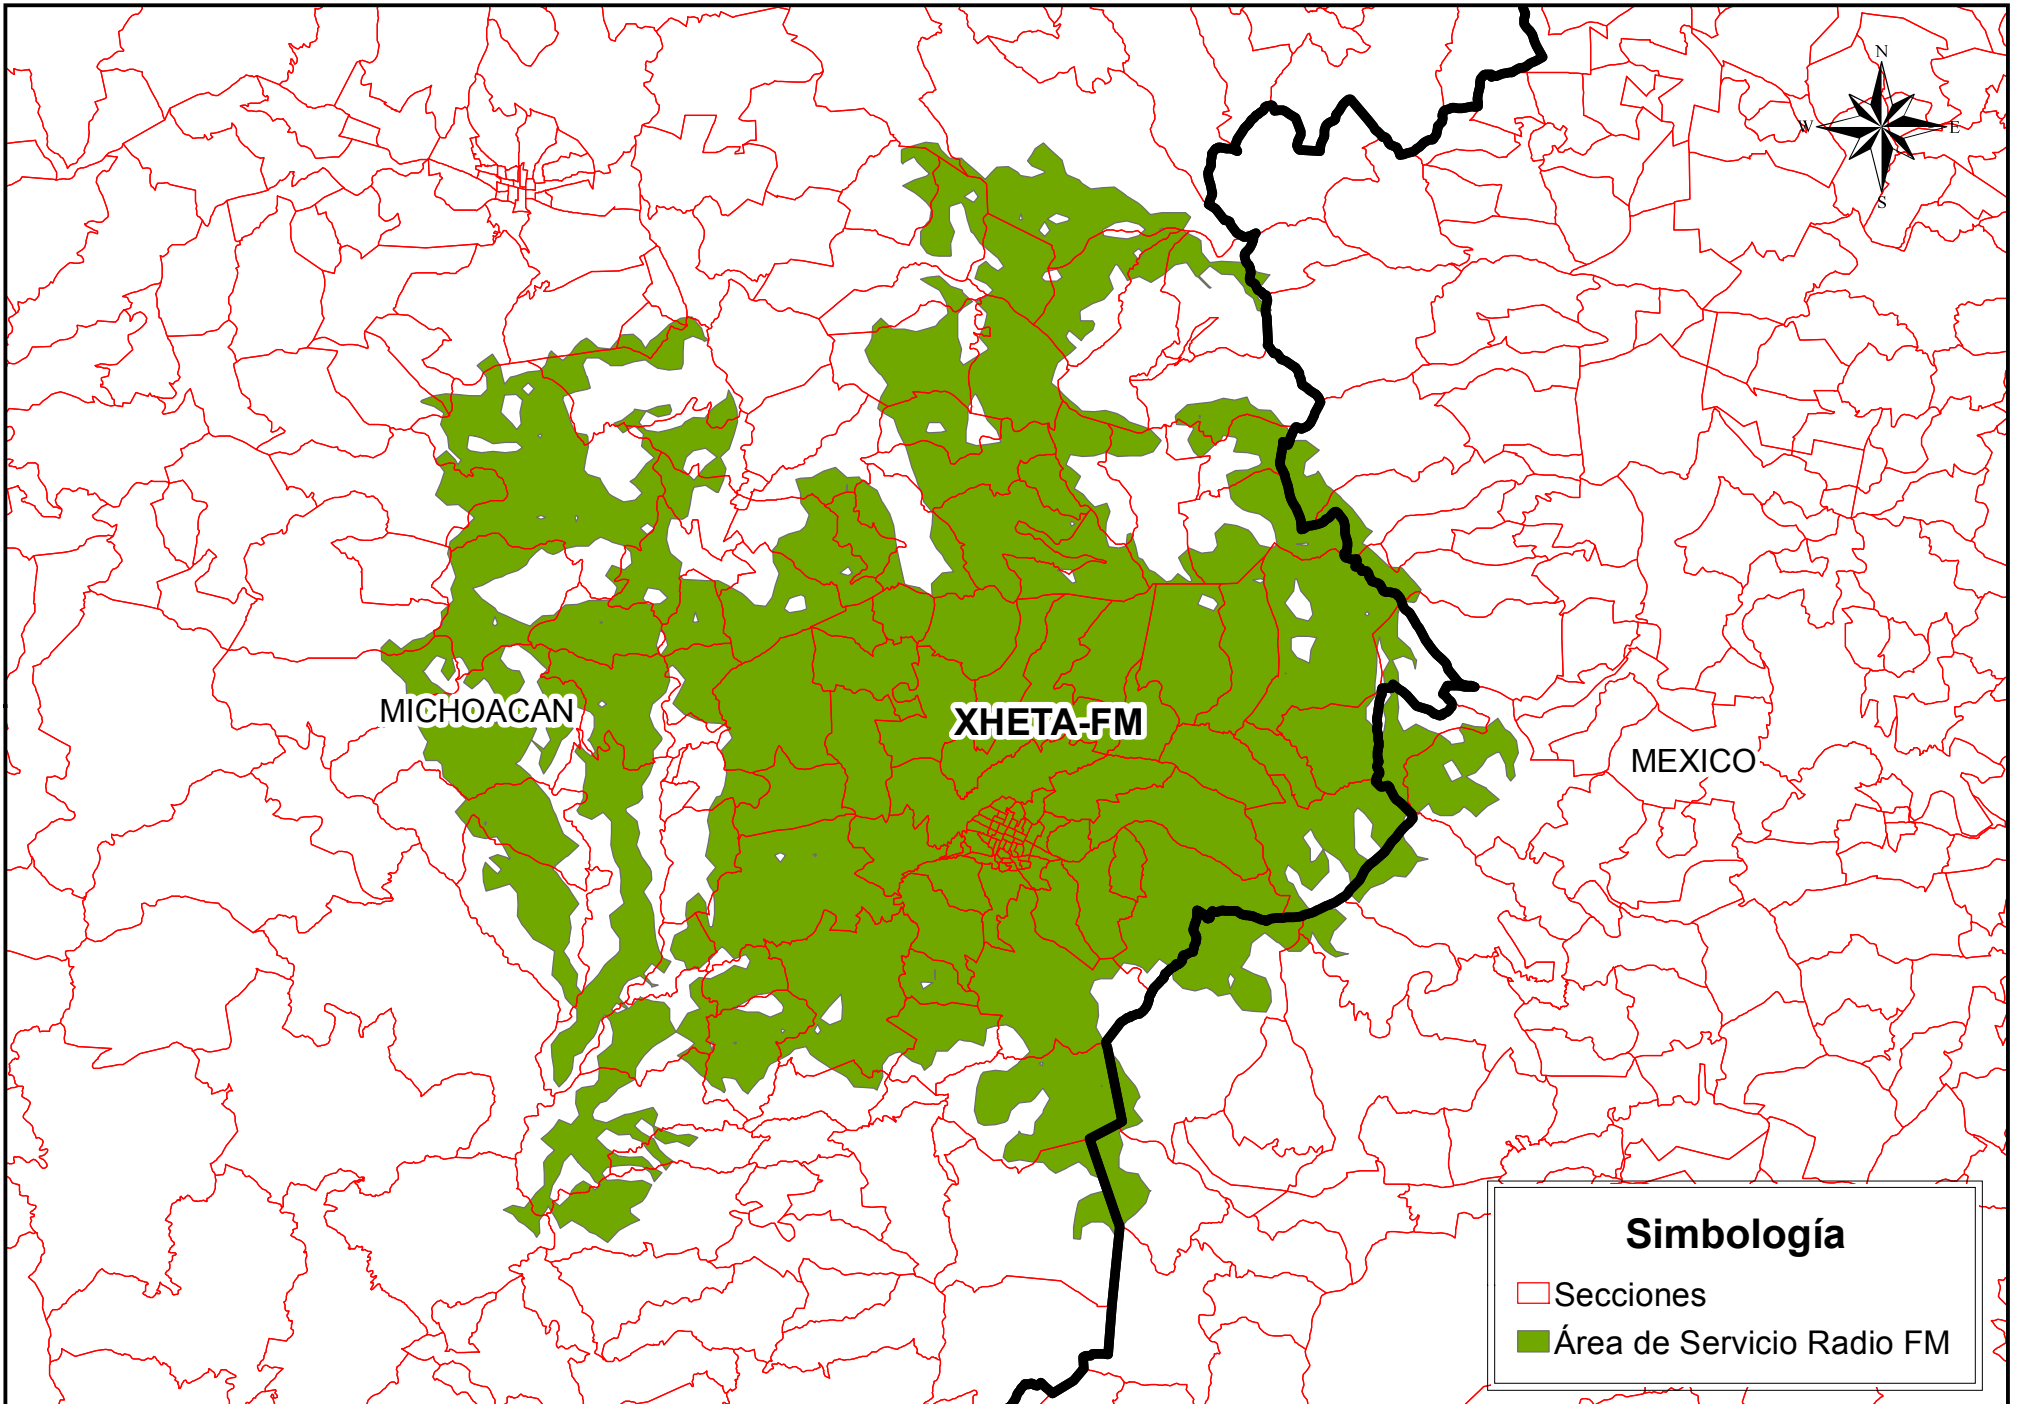 N
W
E
S
MICHOACAN
XHETA-FM
MEXICO
Simbología
Secciones
Área de Servicio Radio FM